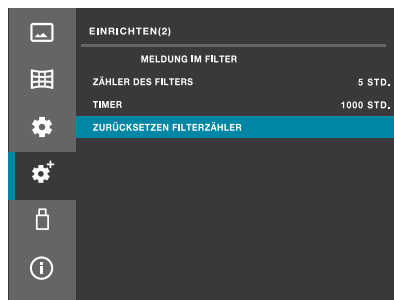 EINRICHTEN(2)
MELDUNG IM FILTER
ZÄHLER DES FILTERS 5 STD.
TIMER 1000 STD.
ZURÜCKSETZEN FILTERZÄHLER